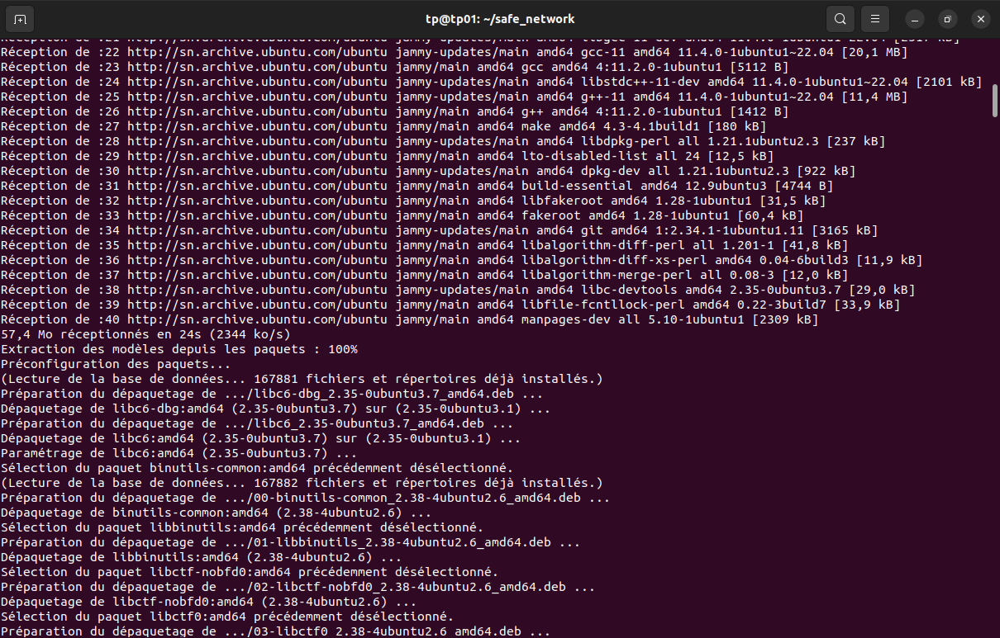 tp@tp01: ~/safe_network
Réception de :21 http://sn.archive.ubuntu.com/ubuntu jammy-updates/main amd64 libgcc-11-dev amd64 11.4.0-1ubuntu1~22.04 [2517 kB]
Réception de :22 http://sn.archive.ubuntu.com/ubuntu jammy-updates/main amd64 gcc-11 amd64 11.4.0-1ubuntu1~22.04 [20,1 MB]
Réception de :23 http://sn.archive.ubuntu.com/ubuntu jammy/main amd64 gcc amd64 4:11.2.0-1ubuntu1 [5112 B]
Réception de :24 http://sn.archive.ubuntu.com/ubuntu jammy-updates/main amd64 libstdc++-11-dev amd64 11.4.0-1ubuntu1~22.04 [2101 kB]
Réception de :25 http://sn.archive.ubuntu.com/ubuntu jammy-updates/main amd64 g++-11 amd64 11.4.0-1ubuntu1~22.04 [11,4 MB]
Réception de :26 http://sn.archive.ubuntu.com/ubuntu jammy/main amd64 g++ amd64 4:11.2.0-1ubuntu1 [1412 B]
Réception de :27 http://sn.archive.ubuntu.com/ubuntu jammy/main amd64 make amd64 4.3-4.1build1 [180 kB]
Réception de :28 http://sn.archive.ubuntu.com/ubuntu jammy-updates/main amd64 libdpkg-perl all 1.21.1ubuntu2.3 [237 kB]
Réception de :29 http://sn.archive.ubuntu.com/ubuntu jammy/main amd64 lto-disabled-list all 24 [12,5 kB]
Réception de :30 http://sn.archive.ubuntu.com/ubuntu jammy-updates/main amd64 dpkg-dev all 1.21.1ubuntu2.3 [922 kB]
Réception de :31 http://sn.archive.ubuntu.com/ubuntu jammy/main amd64 build-essential amd64 12.9ubuntu3 [4744 B]
Réception de :32 http://sn.archive.ubuntu.com/ubuntu jammy/main amd64 libfakeroot amd64 1.28-1ubuntu1 [31,5 kB]
Réception de :33 http://sn.archive.ubuntu.com/ubuntu jammy/main amd64 fakeroot amd64 1.28-1ubuntu1 [60,4 kB]
Réception de :34 http://sn.archive.ubuntu.com/ubuntu jammy-updates/main amd64 git amd64 1:2.34.1-1ubuntu1.11 [3165 kB]
Réception de :35 http://sn.archive.ubuntu.com/ubuntu jammy/main amd64 libalgorithm-diff-perl all 1.201-1 [41,8 kB]
Réception de :36 http://sn.archive.ubuntu.com/ubuntu jammy/main amd64 libalgorithm-diff-xs-perl amd64 0.04-6build3 [11,9 kB]
Réception de :37 http://sn.archive.ubuntu.com/ubuntu jammy/main amd64 libalgorithm-merge-perl all 0.08-3 [12,0 kB]
Réception de :38 http://sn.archive.ubuntu.com/ubuntu jammy-updates/main amd64 libc-devtools amd64 2.35-0ubuntu3.7 [29,0 kB]
Réception de :39 http://sn.archive.ubuntu.com/ubuntu jammy/main amd64 libfile-fcntllock-perl amd64 0.22-3build7 [33,9 kB]
Réception de :40 http://sn.archive.ubuntu.com/ubuntu jammy/main amd64 manpages-dev all 5.10-1ubuntu1 [2309 kB]
57,4 Mo réceptionnés en 24s (2344 ko/s)
Extraction des modèles depuis les paquets : 100%
Préconfiguration des paquets...
(Lecture de la base de données... 167881 fichiers et répertoires déjà installés.)
Préparation du dépaquetage de .../libc6-dbg_2.35-0ubuntu3.7_amd64.deb ...
Dépaquetage de libc6-dbg:amd64 (2.35-0ubuntu3.7) sur (2.35-0ubuntu3.1) ...
Préparation du dépaquetage de .../libc6_2.35-0ubuntu3.7_amd64.deb ...
Dépaquetage de libc6:amd64 (2.35-0ubuntu3.7) sur (2.35-0ubuntu3.1) ...
Paramétrage de libc6:amd64 (2.35-0ubuntu3.7) ...
Sélection du paquet binutils-common:amd64 précédemment désélectionné.
(Lecture de la base de données... 167882 fichiers et répertoires déjà installés.)
Préparation du dépaquetage de .../00-binutils-common_2.38-4ubuntu2.6_amd64.deb ...
Dépaquetage de binutils-common:amd64 (2.38-4ubuntu2.6) ...
Sélection du paquet libbinutils:amd64 précédemment désélectionné.
Préparation du dépaquetage de .../01-libbinutils_2.38-4ubuntu2.6_amd64.deb ...
Dépaquetage de libbinutils:amd64 (2.38-4ubuntu2.6) ...
Sélection du paquet libctf-nobfd0:amd64 précédemment désélectionné.
Préparation du dépaquetage de .../02-libctf-nobfd0_2.38-4ubuntu2.6_amd64.deb ...
Dépaquetage de libctf-nobfd0:amd64 (2.38-4ubuntu2.6) ...
Sélection du paquet libctf0:amd64 précédemment désélectionné.
Préparation du dépaquetage de .../03-libctf0_2.38-4ubuntu2.6_amd64.deb ...